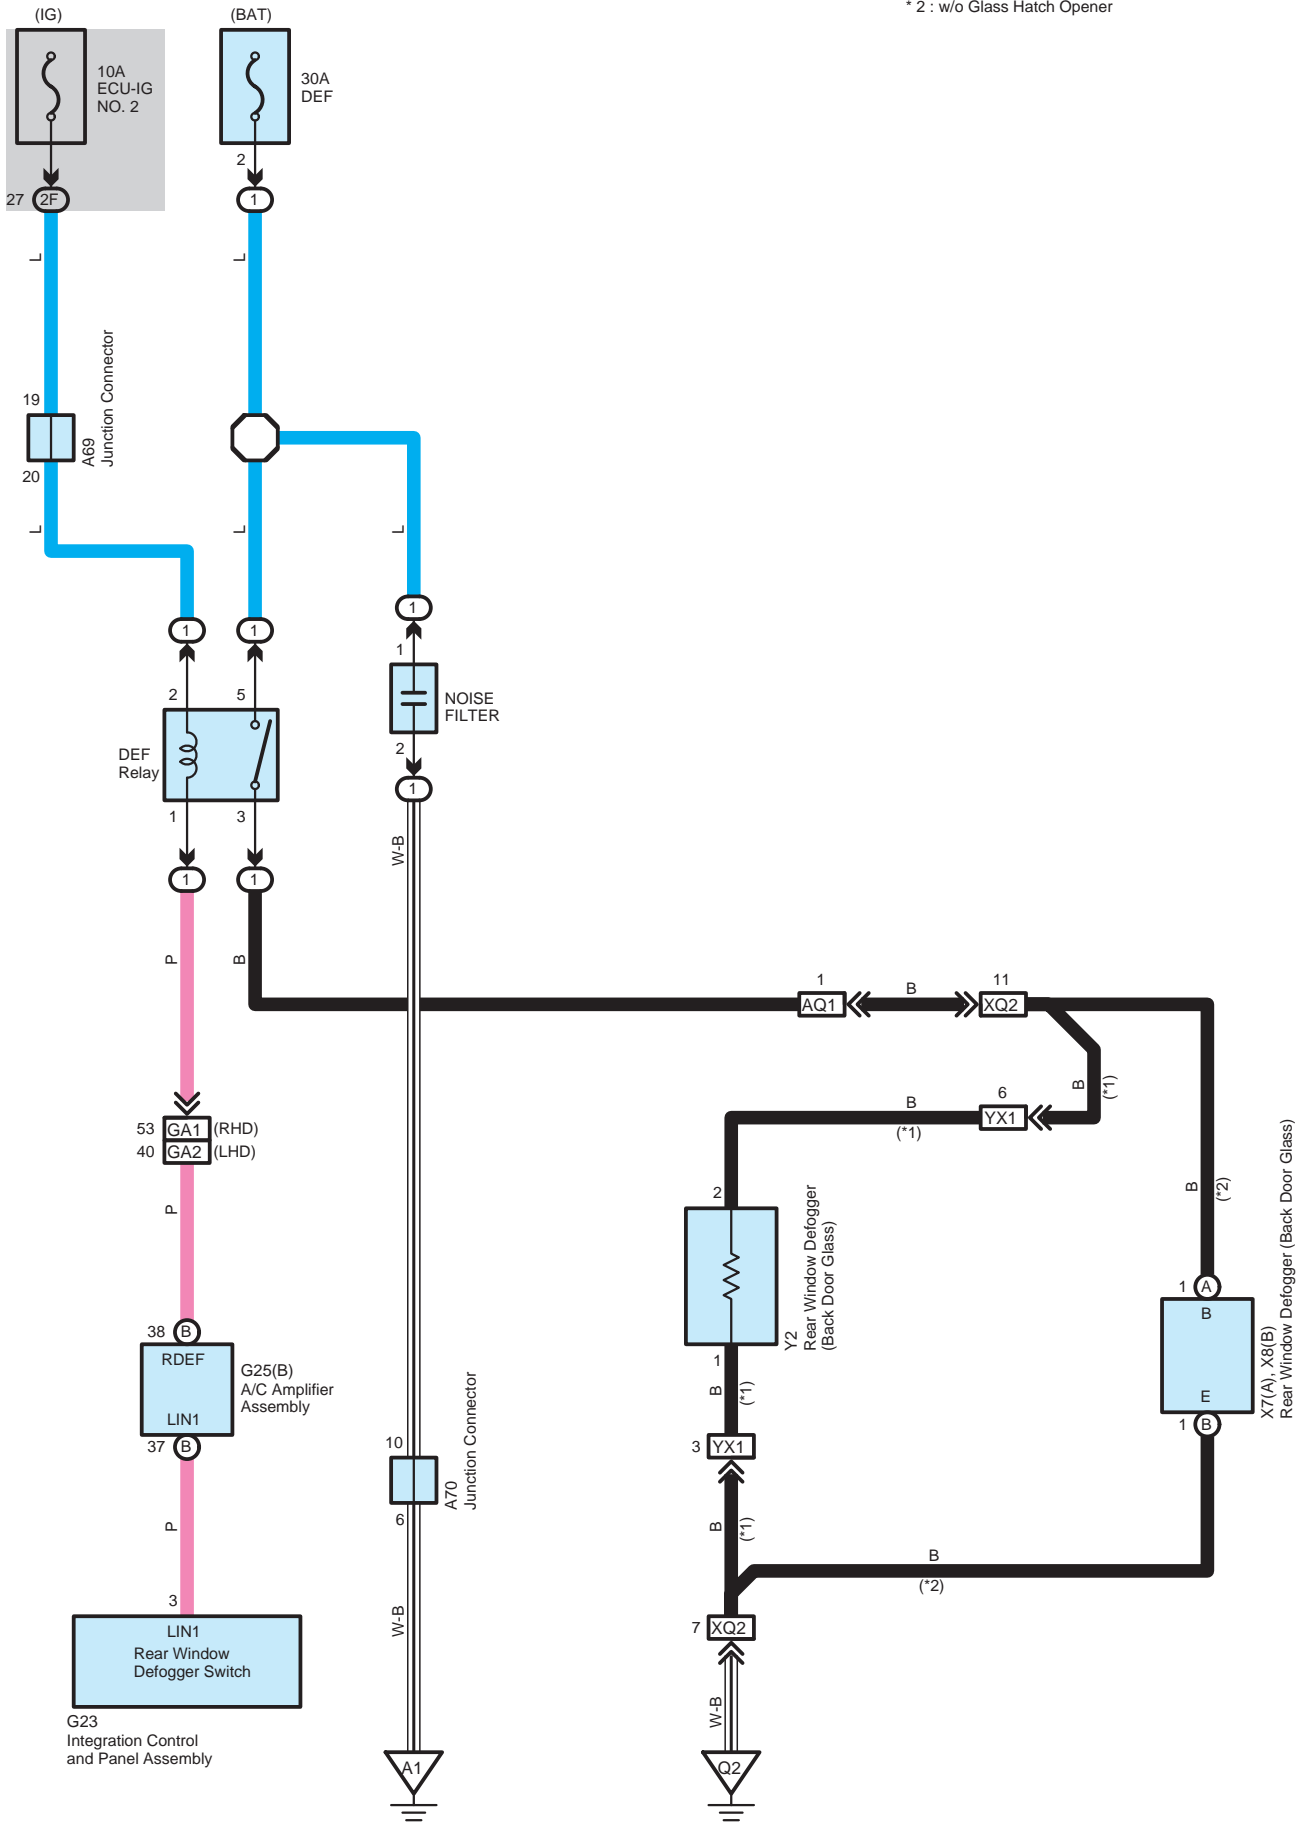 * 2 : w/o Glass Hatch Opener
(IG)
(BAT)
10A
ECU-IG
NO. 2
30A
DEF
2
27
2F
1
L
L
19
A69
Junction Connector
20
L
L
L
1
1
1
1
2
5
NOISE
FILTER
DEF
Relay
2
1
1
3
W-B
1
1
P
B
1
B
11
AQ1
XQ2
B
(*1)
6
B
YX1
(*1)
53
GA1
(RHD)
40
GA2
(LHD)
P
2
B
(*2)
Y2
Rear Window Defogger
(Back Door Glass)
1
A
B
38
B
RDEF
G25(B)
A/C Amplifier
Assembly
LIN1
37
B
1
B
(*1)
E
1
B
X7(A), X8(B)
Rear Window Defogger (Back Door Glass)
10
A70
Junction Connector
6
3
YX1
P
B
(*1)
B
(*2)
3
LIN1
Rear Window
Defogger Switch
W-B
7
XQ2
G23
Integration Control
and Panel Assembly
W-B
A1
Q2